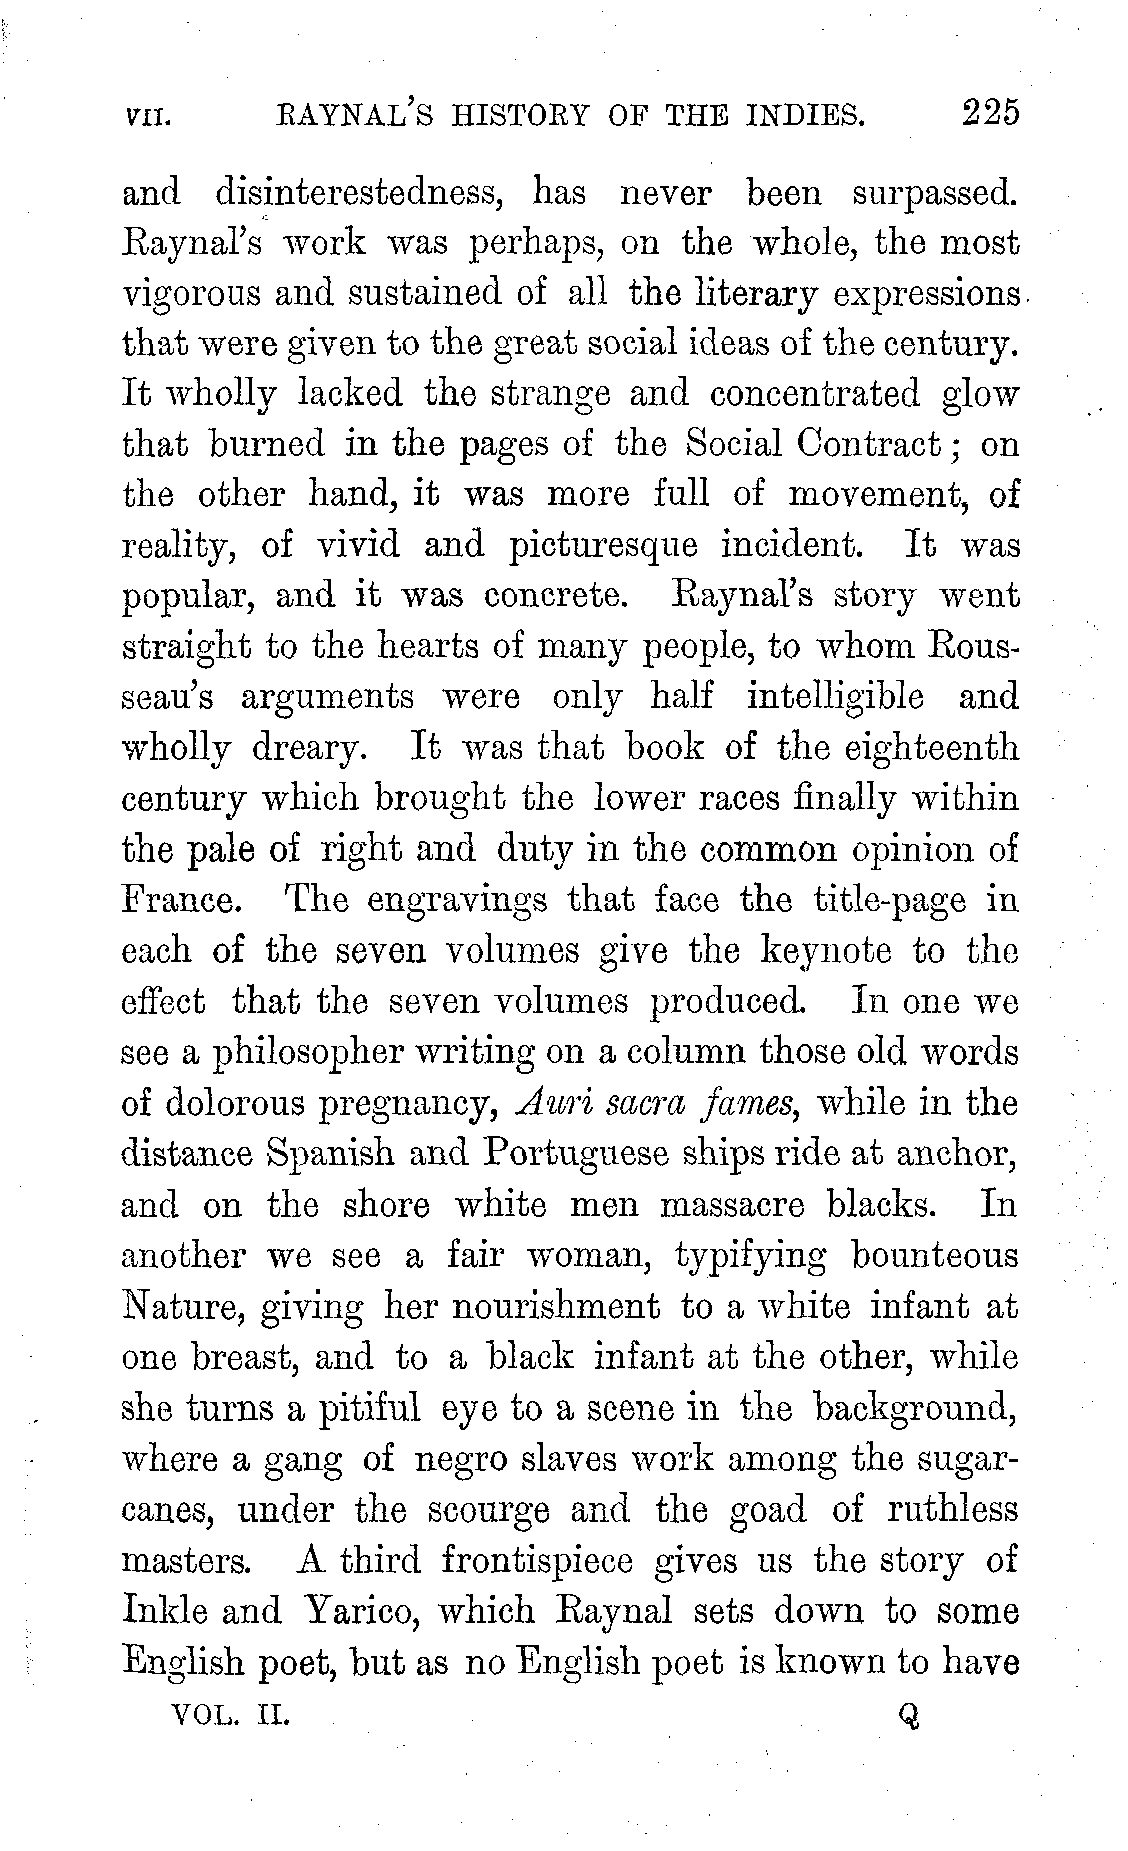 VII. RAYNAL'S HISTORY OF THE INDIES. 225
and disinterestedness, has never been surpassed.
Raynal's work was perhaps, on the whole, the most
vigorous and sustained of all the literary expressions
that were given to the great social ideas of the century.
It wholly lacked the strange and concentrated glow
that burned in the pages of the Social Contract; on
the other hand, it was more full of movement, of
reality, of vivid and picturesque incident. It was
popular, and it was concrete. Raynal's story went
straight to the hearts of many people, to whom Rous-
seau's arguments were only half intelligible and
wholly dreary. It was that book of the eighteenth
century which brought the lower races finally within
the pale of right and duty in the common opinion of
France. The engravings that face the title-page in
each of the seven volumes give the keynote to the
effect that the seven volumes produced. In one we
see a philosopher writing on a column those old words
of dolorous pregnancy, Auri sacra fames, while in the
distance Spanish and Portuguese ships ride at anchor,
and on the shore white men massacre blacks. In
another we see a fair woman, typifying bounteous
Nature, giving her nourishment to a white infant at
one breast, and to a black infant at the other, while
she turns a pitiful eye to a scene in the background,
where a gang of negro slaves work among the sugar-
canes, under the scourge and the goad of ruthless
masters. A third frontispiece gives us the story of
Inkle and Yarico, which Raynal sets down to some
English poet, but as no English poet is known to have
VOL. II. Q